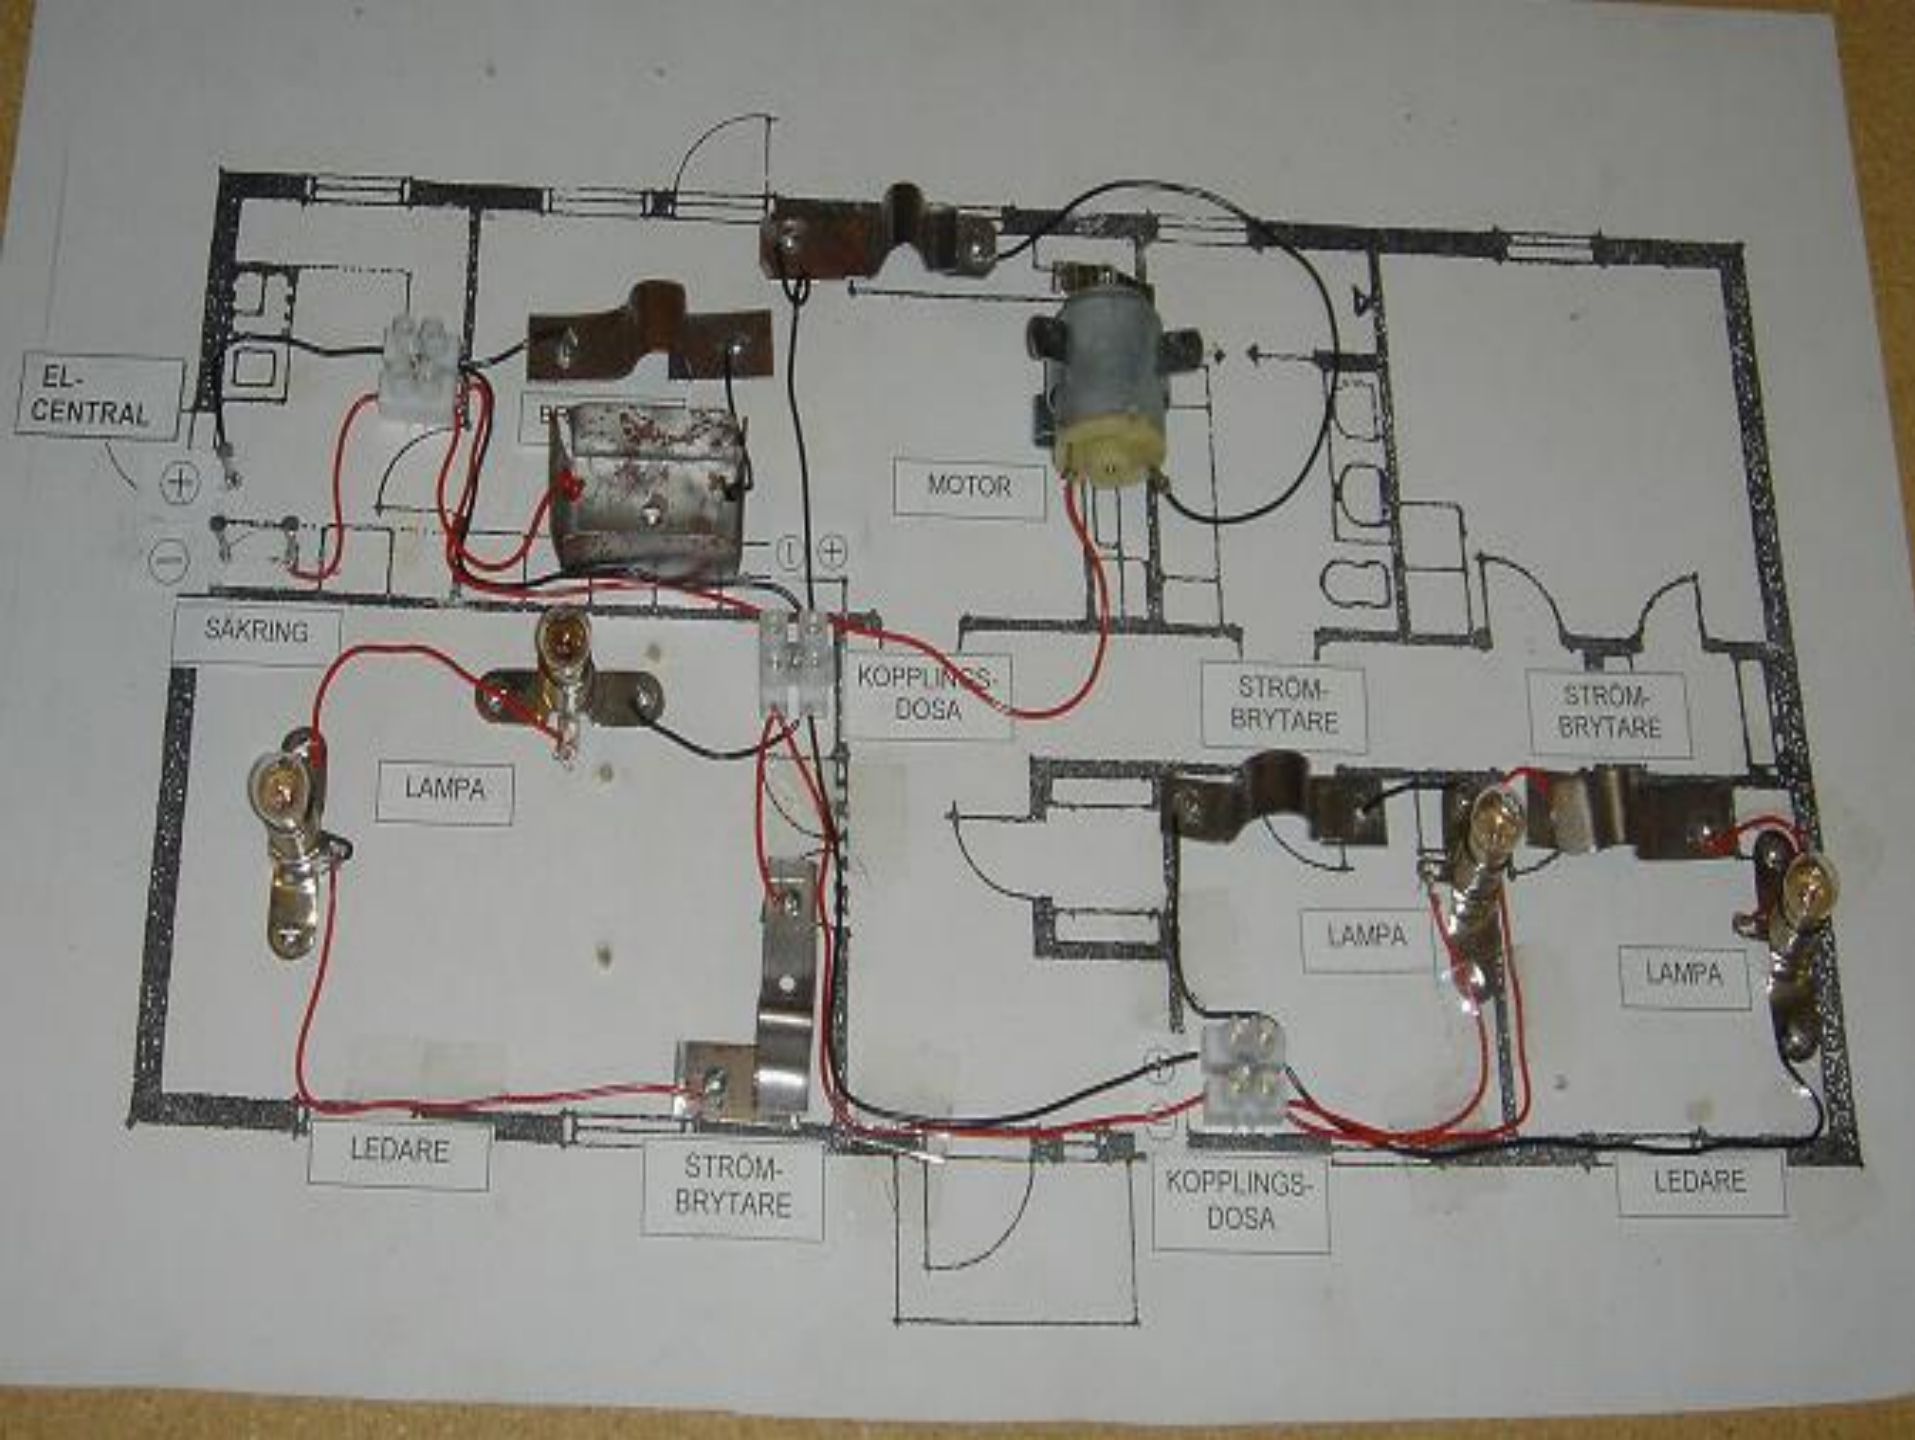 EL-
CENTRAL
+
−
MOTOR
+
SÄKRING
KOPPLINGS-
DOSA
STRÖM-
BRYTARE
STRÖM-
BRYTARE
LAMPA
LAMPA
LAMPA
LEDARE
STRÖM-
BRYTARE
KOPPLINGS-
DOSA
LEDARE